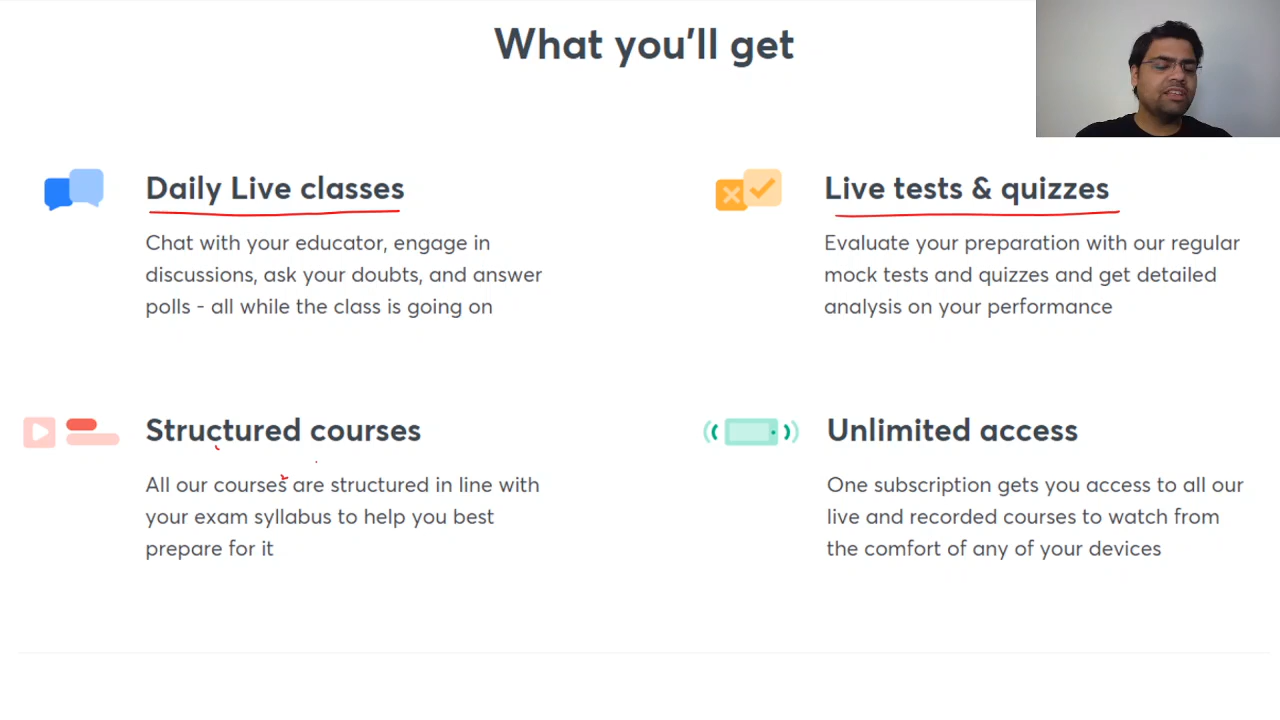 What you'll get
Daily Live classes
Chat with your educator, engage in
discussions, ask your doubts, and answer
polls - all while the class is going on
Live tests & quizzes
Evaluate your preparation with our regular
mock tests and quizzes and get detailed
analysis on your performance
Structured courses
All our courses are structured in line with
your exam syllabus to help you best
prepare for it
Unlimited access
One subscription gets you access to all our
live and recorded courses to watch from
the comfort of any of your devices